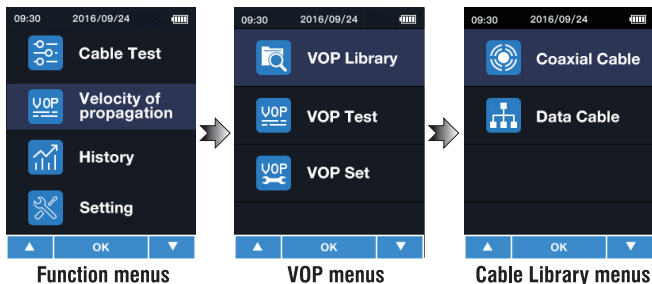 09:30 2016/09/24
Cable Test
VOP
Velocity of
propagation
History
Setting
OK
Function menus
09:30 2016/09/24
VOP Library
VOP
VOP Test
VOP
VOP Set
OK
VOP menus
09:30 2016/09/24
Coaxial Cable
Data Cable
OK
Cable Library menus